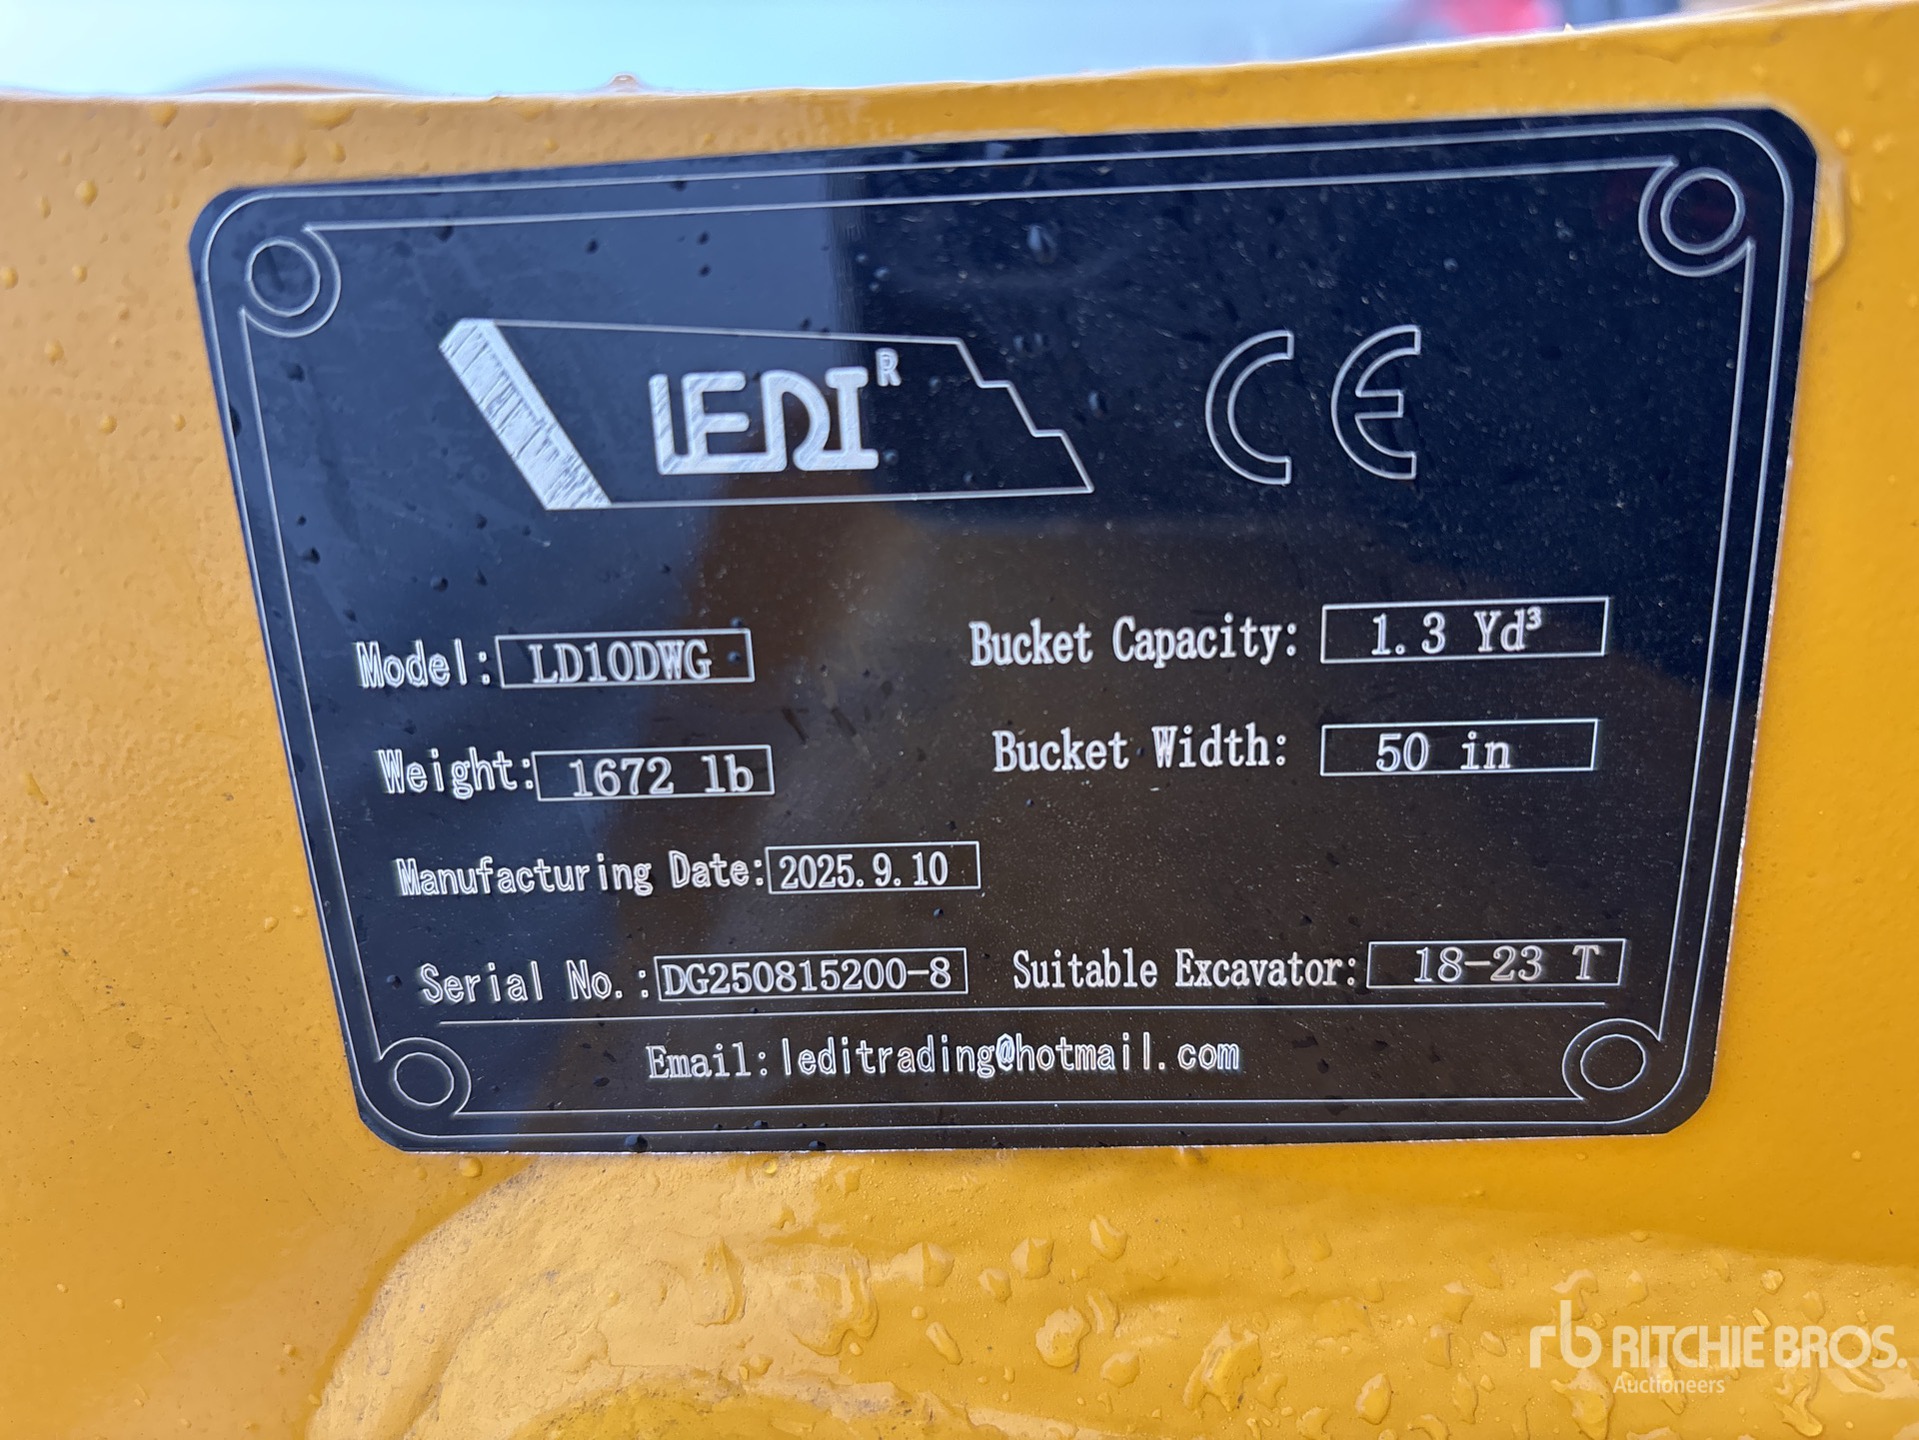 LEDI R CE
Model: LD10DWG Bucket Capacity: 1.3 Yd³
Weight: 1672 lb Bucket Width: 50 in
Manufacturing Date: 2025.9.10
Serial No.: DG250815200-8 Suitable Excavator: 18-23 T
Email: leditrading@hotmail.com
rb RITCHIE BROS.
Auctioneers